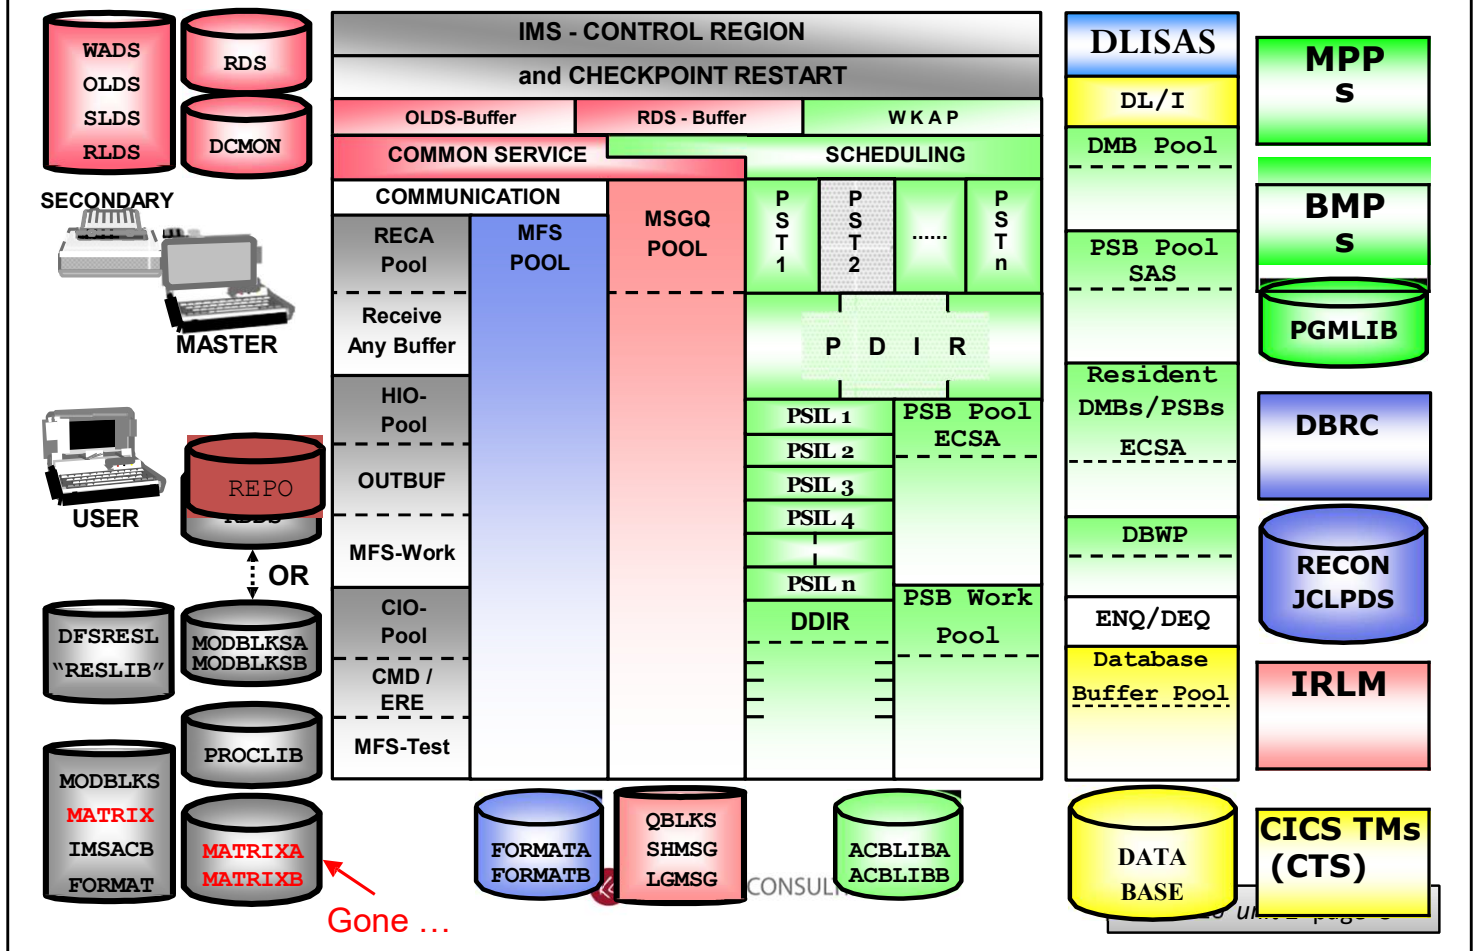 WADS
OLDS
SLDS
RLDS
RDS
DCMON
SECONDARY
MASTER
USER
REPO
OR
DFSRESL
“RESLIB”
MODBLKSA
MODBLKSB
PROCLIB
MODBLKS
MATRIX
IMSACB
FORMAT
MATRIXA
MATRIXB
Gone …
IMS - CONTROL REGION
and CHECKPOINT RESTART
OLDS-Buffer
RDS - Buffer
W K A P
COMMON SERVICE
SCHEDULING
COMMUNICATION
RECA
Pool
Receive
Any Buffer
HIO-
Pool
OUTBUF
MFS-Work
CIO-
Pool
CMD /
ERE
MFS-Test
MFS
POOL
MSGQ
POOL
P
S
T
1
P
S
T
2
......
P
S
T
n
P D I R
PSIL 1
PSIL 2
PSIL 3
PSIL 4
PSIL n
DDIR
PSB Pool
ECSA
PSB Work
Pool
FORMATA
FORMATB
QBLKS
SHMSG
LGMSG
CONSULT
ACBLIBA
ACBLIBB
DLISAS
DL/I
DMB Pool
PSB Pool
SAS
Resident
DMBs/PSBs
ECSA
DBWP
ENQ/DEQ
Database
Buffer Pool
DATA
BASE
MPP
s
BMP
s
PGMLIB
DBRC
RECON
JCLPDS
IRLM
CICS TMs
(CTS)